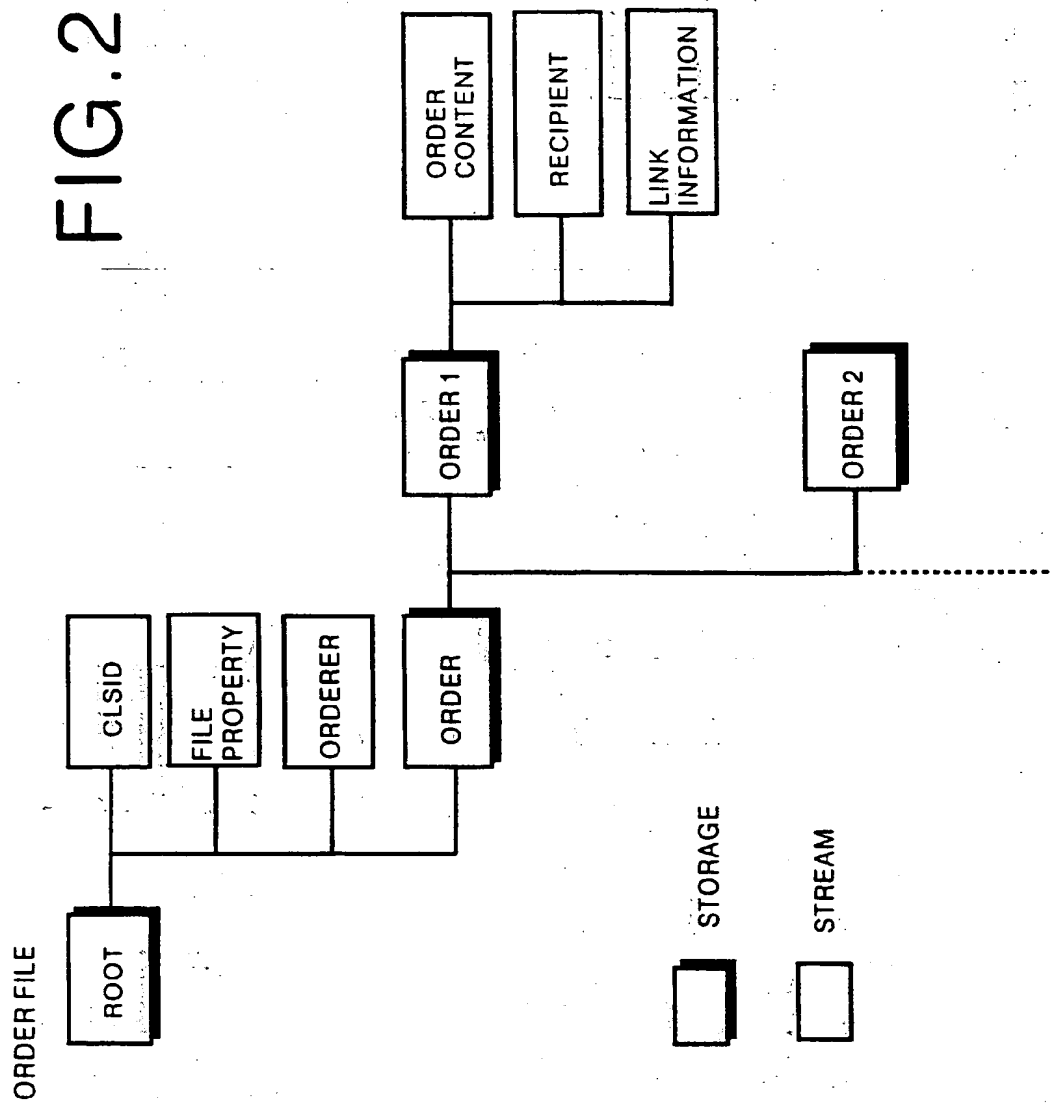 FIG.2
ORDER FILE
ROOT
CLSID
FILE
PROPERTY
ORDERER
ORDER
ORDER 1
ORDER
CONTENT
RECIPIENT
LINK
INFORMATION
ORDER 2
STORAGE
STREAM